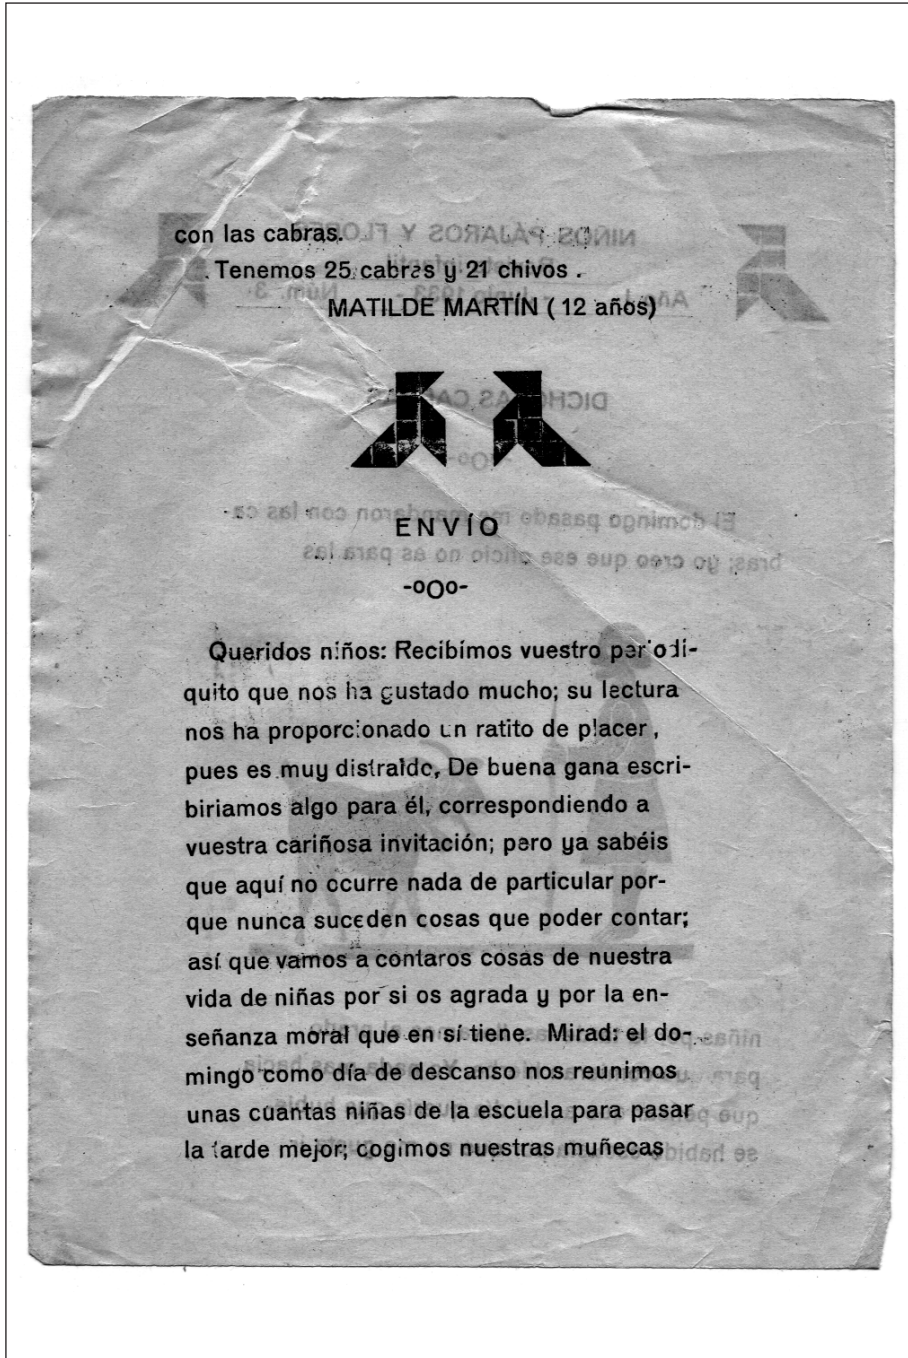 con las cabras.
Tenemos 25 cabras y 21 chivos .
MATILDE MARTÍN ( 12 años)
ENVÍO
-oOo-
Queridos niños: Recibímos vuestro periodí-
quito que nos ha gustado mucho; su lectura
nos ha proporcionado un ratito de placer ,
pues es muy distraído, De buena gana escri-
biriamos algo para él, correspondiendo a
vuestra cariñosa invitación; pero ya sabéis
que aquí no ocurre nada de particular por-
que nunca suceden cosas que poder contar;
así que vamos a contaros cosas de nuestra
vida de niñas por si os agrada y por la en-
señanza moral que en sí tiene. Mirad: el do-
mingo como día de descanso nos reunimos
unas cuantas niñas de la escuela para pasar
la tarde mejor; cogimos nuestras muñecas